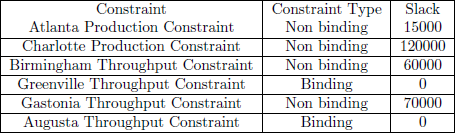 Constraint Constraint Type Slack
Atlanta Production Constraint Non binding 15000
Charlotte Production Constraint Non binding 120000
Birmingham Throughput Constraint Non binding 60000
Greenville Throughput Constraint Binding 0
Gastonia Throughput Constraint Non binding 70000
Augusta Throughput Constraint Binding 0